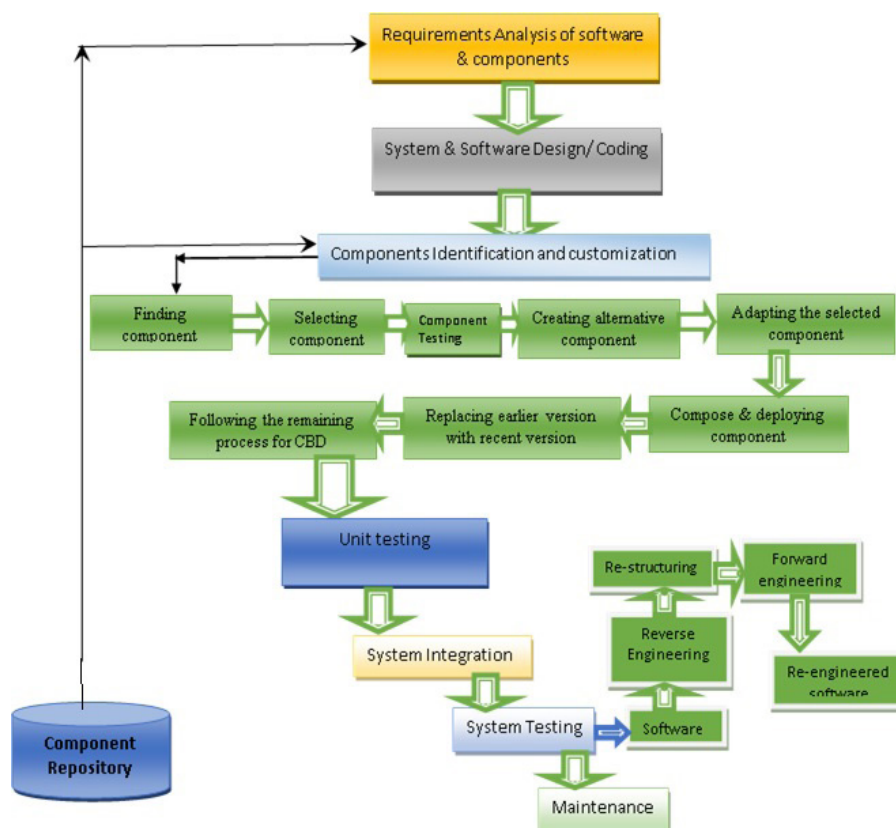 Requirements Analysis of software
& components
System & Software Design/ Coding
Components Identification and customization
Finding
component
Selecting
component
Component
Testing
Creating alternative
component
Adapting the selected
component
Following the remaining
process for CBD
Replacing earlier version
with recent version
Compose & deploying
component
Unit testing
Re-structuring
Forward
engineering
Reverse
Engineering
System Integration
Re-engineered
software
System Testing
Software
Component
Repository
Maintenance